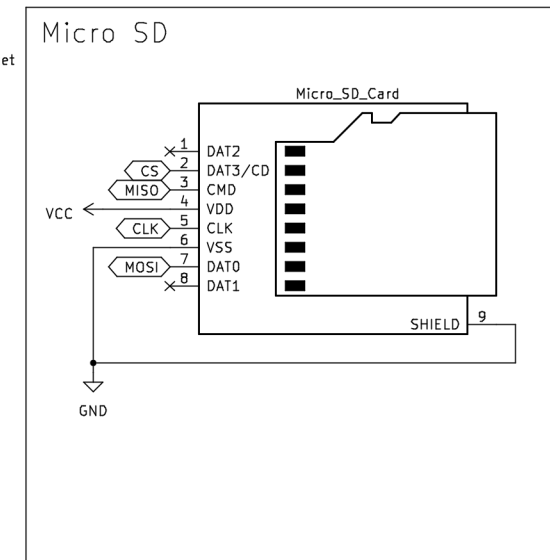 Micro SD
et
Micro_SD_Card
1 DAT2
CS 2 DAT3/CD
MISO 3 CMD
VCC 4 VDD
CLK 5 CLK
6 VSS
MOSI 7 DAT0
8 DAT1
SHIELD 9
GND